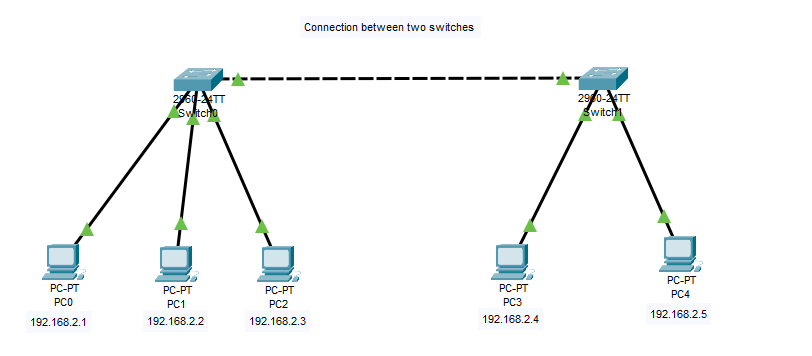 Connection between two switches
2960-24TT
Switch0
2960-24TT
Switch1
PC-PT
PC0
192.168.2.1
PC-PT
PC1
192.168.2.2
PC-PT
PC2
192.168.2.3
PC-PT
PC3
192.168.2.4
PC-PT
PC4
192.168.2.5